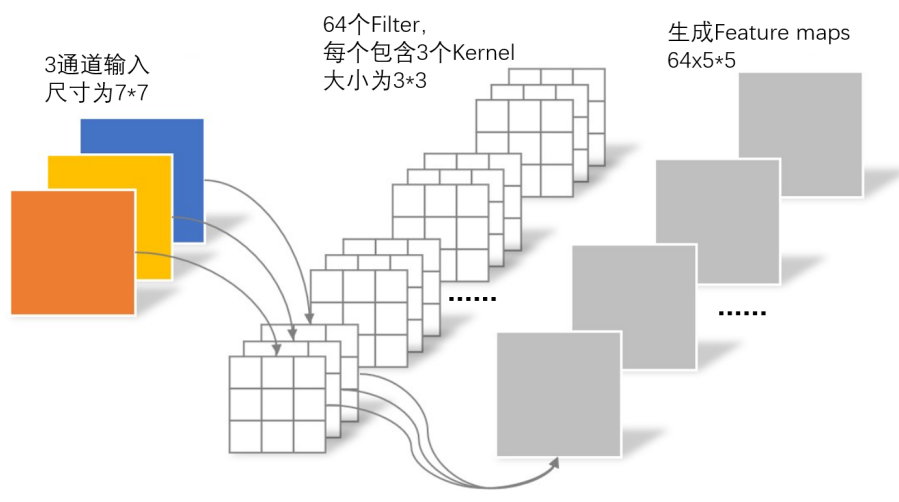 3通道输入
尺寸为7*7
64个Filter,
每个包含3个Kernel
大小为3*3
生成Feature maps
64x5*5
......
......